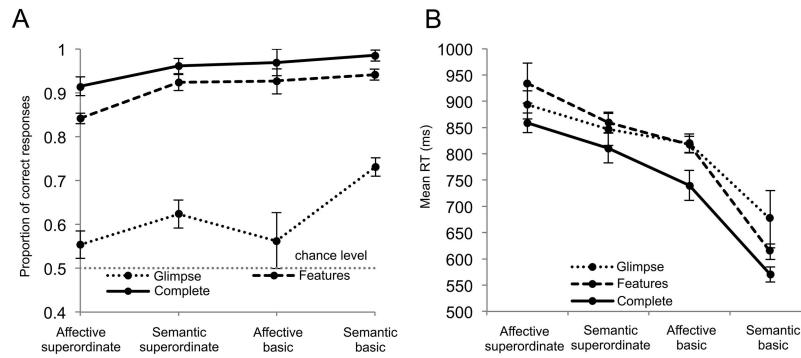 A
Proportion of correct responses
1
0.9
0.8
0.7
0.6
0.5
0.4
chance level
Glimpse
Features
Complete
Affective
superordinate
Semantic
superordinate
Affective
basic
Semantic
basic
B
Mean RT (ms)
1000
950
900
850
800
750
700
650
600
550
500
Glimpse
Features
Complete
Affective
superordinate
Semantic
superordinate
Affective
basic
Semantic
basic